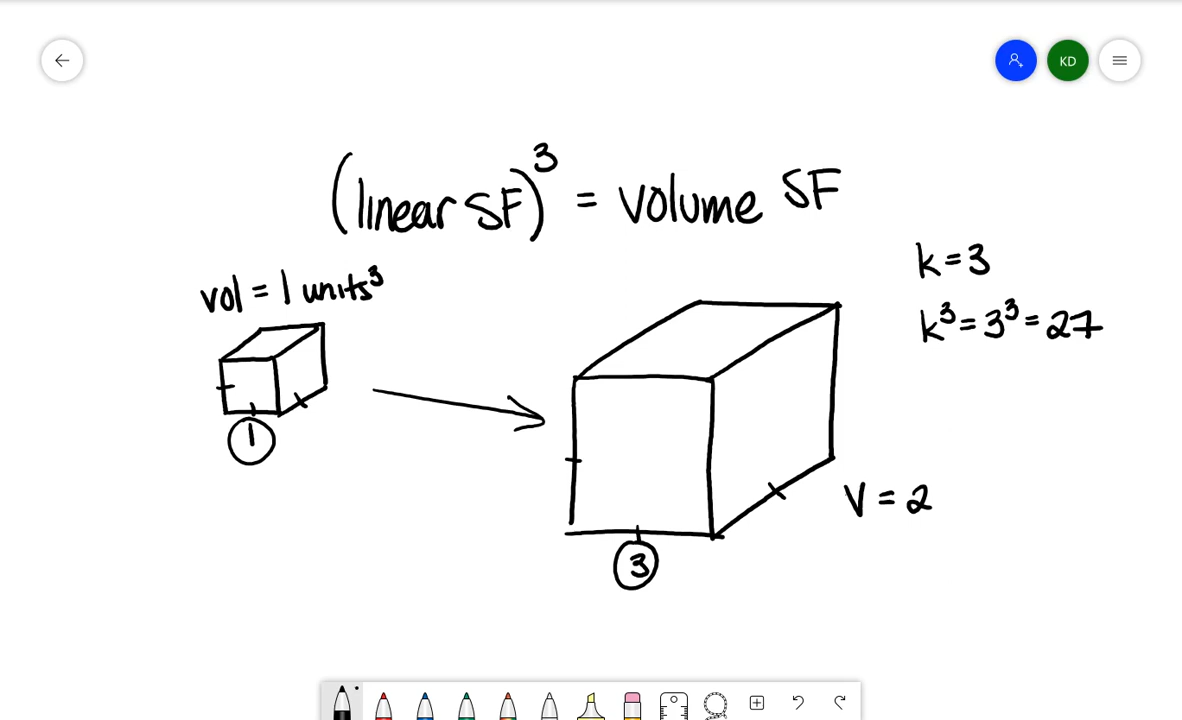 KD
(linear SF)³ = volume SF
k = 3
vol = 1 units³
k³ = 3³ = 27
1
V = 2
3